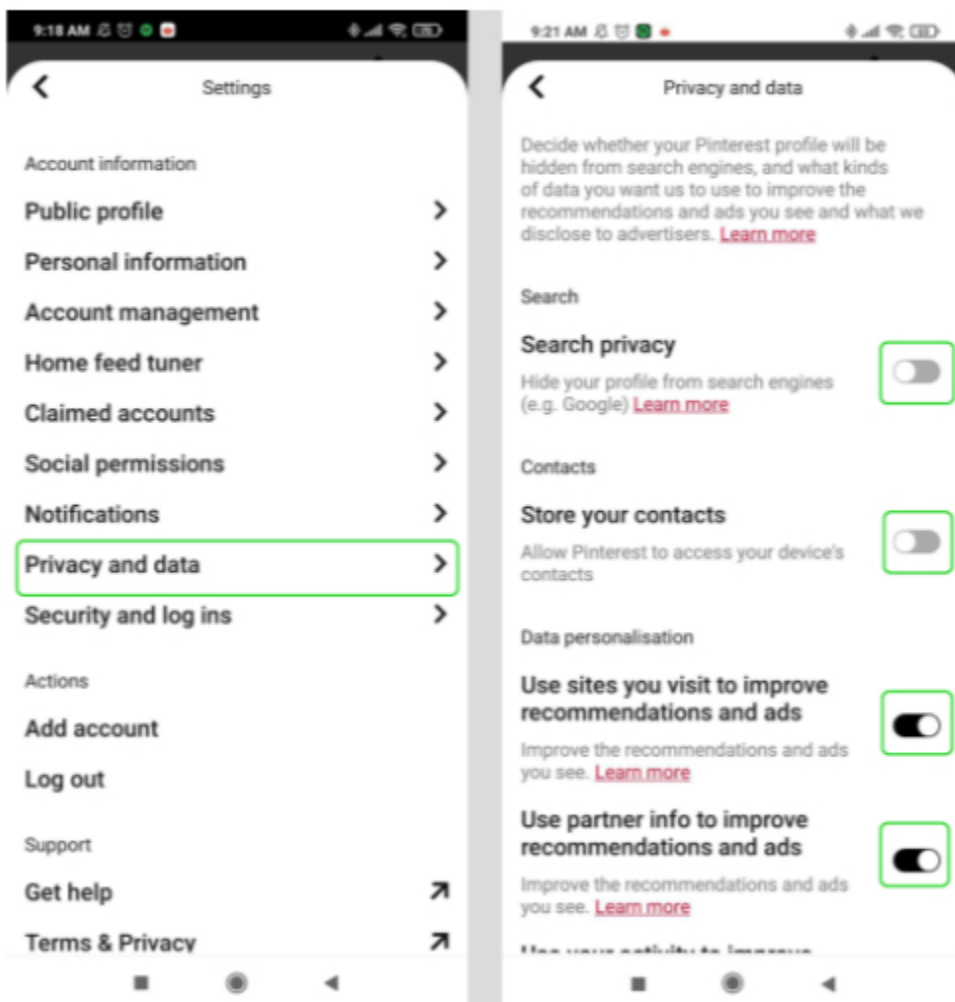 9:18 AM
Settings
Account information
Public profile
Personal information
Account management
Home feed tuner
Claimed accounts
Social permissions
Notifications
Privacy and data
Security and log ins
Actions
Add account
Log out
Support
Get help
Terms & Privacy
9:21 AM
Privacy and data
Decide whether your Pinterest profile will be
hidden from search engines, and what kinds
of data you want us to use to improve the
recommendations and ads you see and what we
disclose to advertisers. Learn more
Search
Search privacy
Hide your profile from search engines
(e.g. Google) Learn more
Contacts
Store your contacts
Allow Pinterest to access your device's
contacts
Data personalisation
Use sites you visit to improve
recommendations and ads
Improve the recommendations and ads
you see. Learn more
Use partner info to improve
recommendations and ads
Improve the recommendations and ads
you see. Learn more
Use your activity to improve